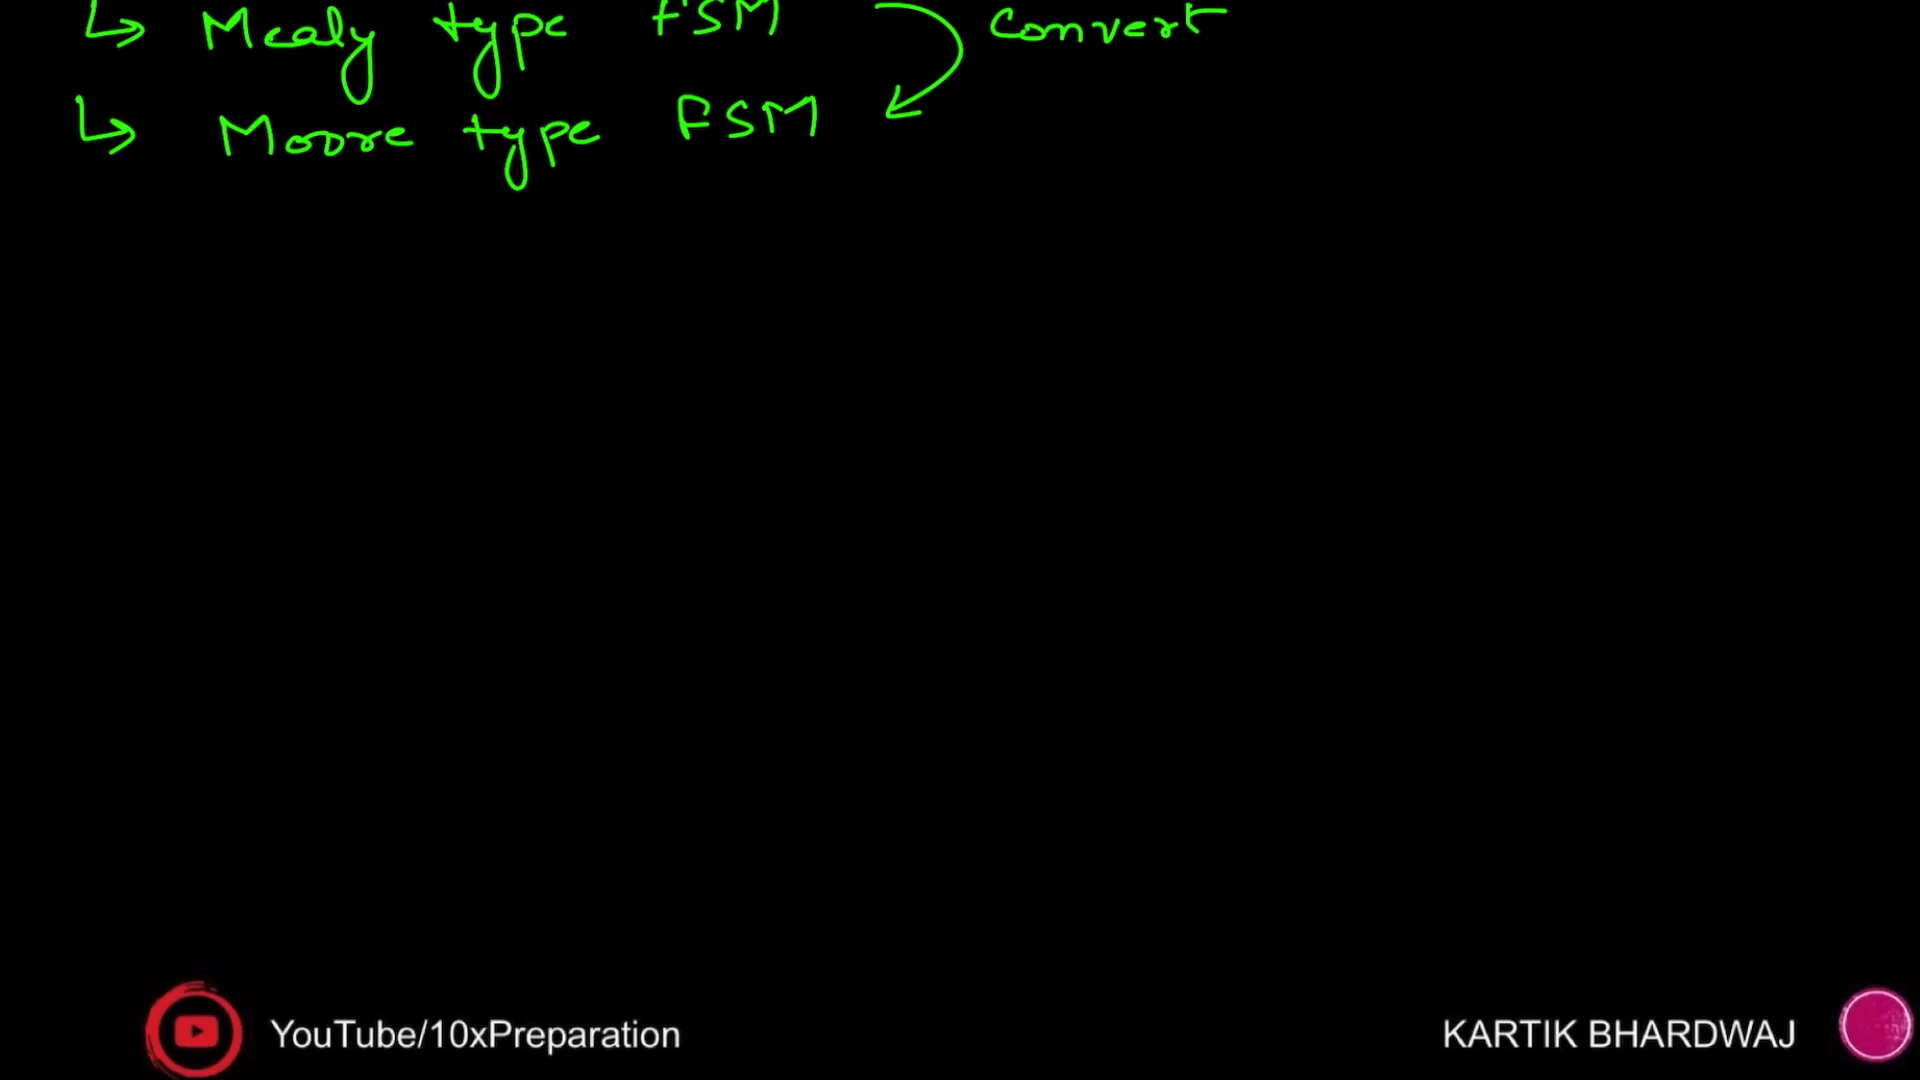 ↳ Mealy type FSM convert
↳ Moore type FSM
YouTube/10xPreparation
KARTIK BHARDWAJ